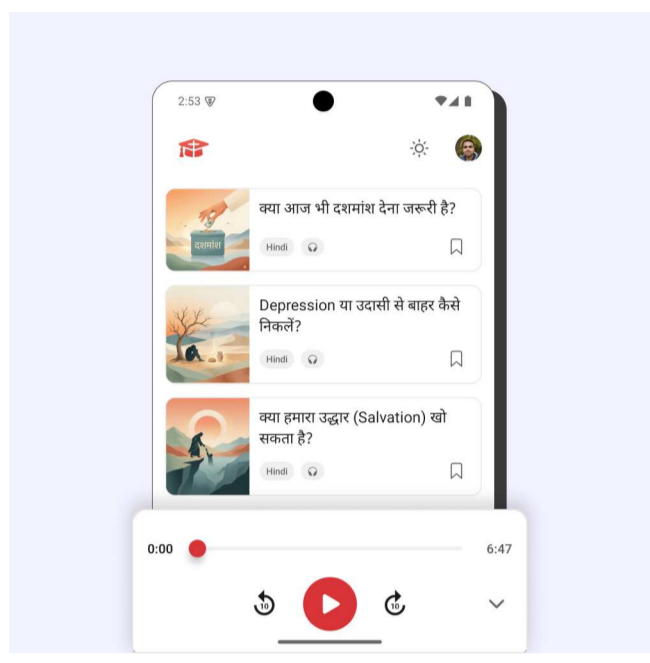 2:53
क्या आज भी दशमांश देना जरूरी है?
दशमांश
Hindi
Depression या उदासी से बाहर कैसे
निकलें?
Hindi
क्या हमारा उद्धार (Salvation) खो
सकता है?
Hindi
0:00
6:47
10
10